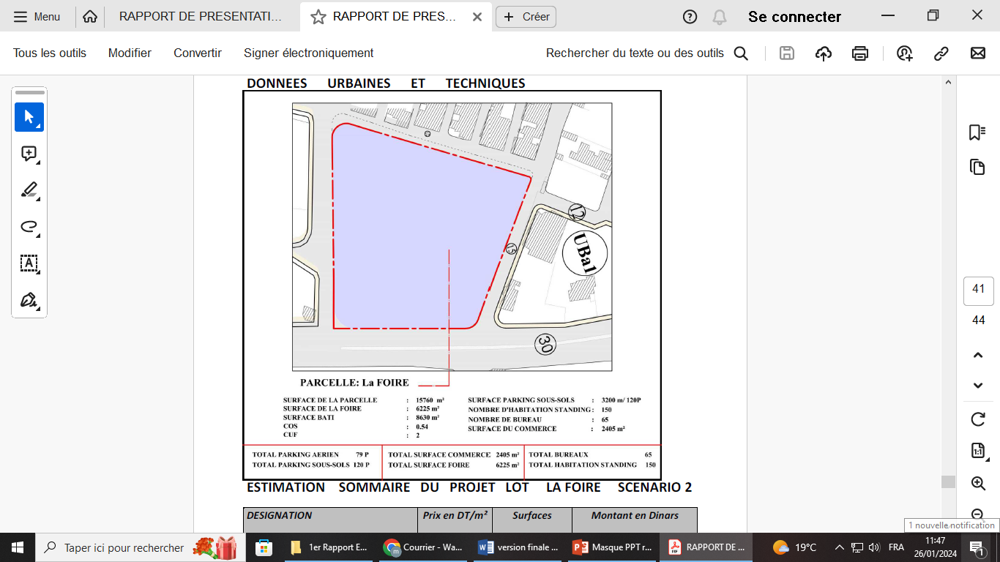 Menu
RAPPORT DE PRESENTATI...
RAPPORT DE PRES...
Créer
Se connecter
Tous les outils
Modifier
Convertir
Signer électroniquement
Rechercher du texte ou des outils
DONNEES URBAINES ET TECHNIQUES
12
UBa1
15
30
PARCELLE: La FOIRE
SURFACE DE LA PARCELLE : 15760 m²
SURFACE DE LA FOIRE : 6225 m²
SURFACE BATI : 8630 m²
COS : 0.54
CUF : 2
SURFACE PARKING SOUS-SOLS : 3200 m/ 120P
NOMBRE D'HABITATION STANDING : 150
NOMBRE DE BUREAU : 65
SURFACE DU COMMERCE : 2405 m²
TOTAL PARKING AERIEN 79 P
TOTAL PARKING SOUS-SOLS 120 P
TOTAL SURFACE COMMERCE 2405 m²
TOTAL SURFACE FOIRE 6225 m²
TOTAL BUREAUX 65
TOTAL HABITATION STANDING 150
ESTIMATION SOMMAIRE DU PROJET LOT LA FOIRE SCENARIO 2
DESIGNATION Prix en DT/m² Surfaces Montant en Dinars
41
44
1:1
1 nouvelle notification
Taper ici pour rechercher
1er Rapport E...
Courrier - Wa...
version finale ...
Masque PPT r...
RAPPORT DE ...
19°C
FRA
11:47
26/01/2024
1